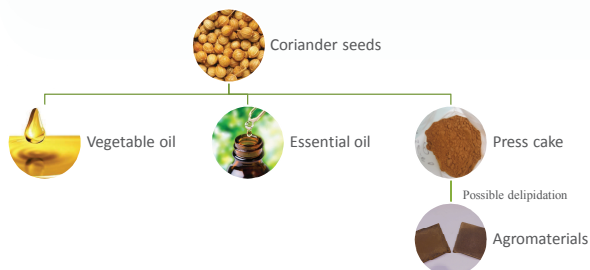 Coriander seeds
Vegetable oil
Essential oil
Press cake
Possible delipidation
Agromaterials